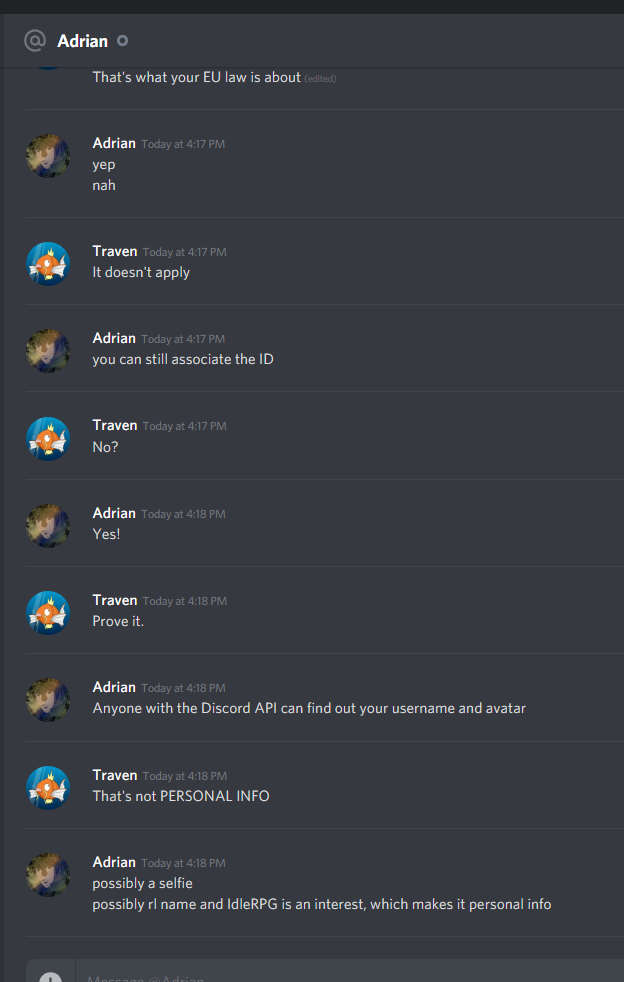 @ Adrian
That's what your EU law is about (edited)
Adrian Today at 4:17 PM
yep
nah
Traven Today at 4:17 PM
It doesn't apply
Adrian Today at 4:17 PM
you can still associate the ID
Traven Today at 4:17 PM
No?
Adrian Today at 4:18 PM
Yes!
Traven Today at 4:18 PM
Prove it.
Adrian Today at 4:18 PM
Anyone with the Discord API can find out your username and avatar
Traven Today at 4:18 PM
That's not PERSONAL INFO
Adrian Today at 4:18 PM
possibly a selfie
possibly rl name and IdleRPG is an interest, which makes it personal info
Message @Adrian